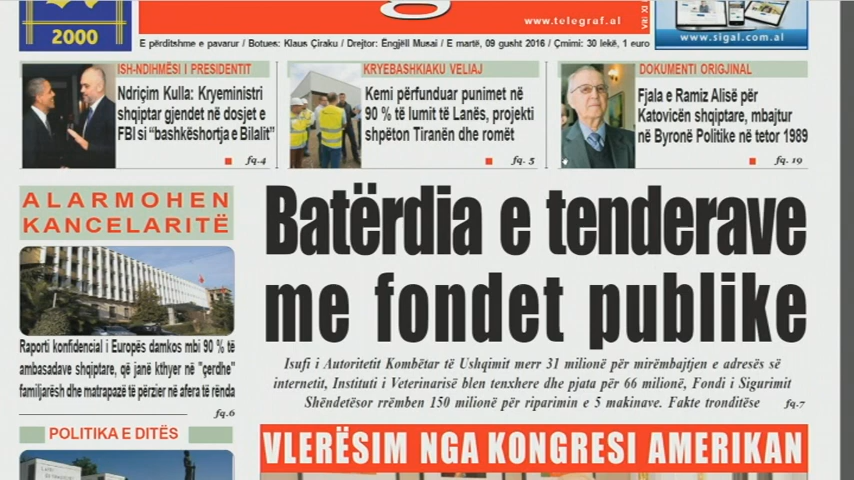 2000
www.telegraf.al
Viti XI
www.sigal.com.al
E përditshme e pavarur / Botues: Klaus Çiraku / Drejtor: Engjëll Musai / E martë, 09 gusht 2016 / Çmimi: 30 lekë, 1 euro
ISH-NDIHMËSI I PRESIDENTIT
Ndriçim Kulla: Kryeministri
shqiptar gjendet në dosjet e
FBI si “bashkëshortja e Bilalit”
fq.4
KRYEBASHKIAKU VELIAJ
Kemi përfunduar punimet në
90 % të lumit të Lanës, projekti
shpëton Tiranën dhe romët
fq. 5
DOKUMENTI ORIGJINAL
Fjala e Ramiz Alisë për
Katovicën shqiptare, mbajtur
në Byronë Politike në tetor 1989
fq. 19
ALARMOHEN
KANCELARITË
Raporti konfidencial i Europës damkos mbi 90 % të
ambasadave shqiptare, që janë kthyer në "çerdhe"
familjarësh dhe matrapazë të përzier në afera të rënda
fq.6
POLITIKA E DITËS
Batërdia e tenderave
me fondet publike
Isufi i Autoritetit Kombëtar të Ushqimit merr 31 milionë për mirëmbajtjen e adresës së
internetit, Instituti i Veterinarisë blen tenxhere dhe pjata për 66 milionë, Fondi i Sigurimit
Shëndetësor rrëmben 150 milionë për riparimin e 5 makinave. Fakte tronditëse
fq.7
VLERËSIM NGA KONGRESI AMERIKAN